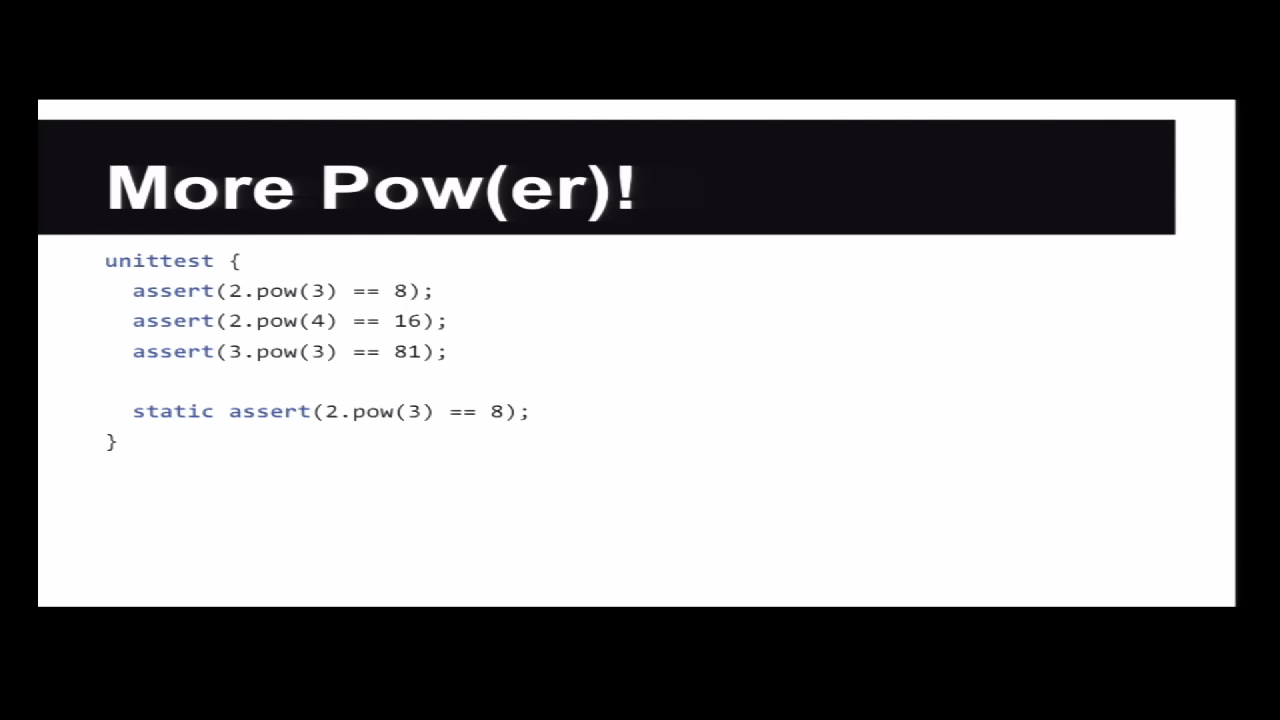 More Pow(er)!
unittest {
  assert(2.pow(3) == 8);
  assert(2.pow(4) == 16);
  assert(3.pow(3) == 81);
  static assert(2.pow(3) == 8);
}